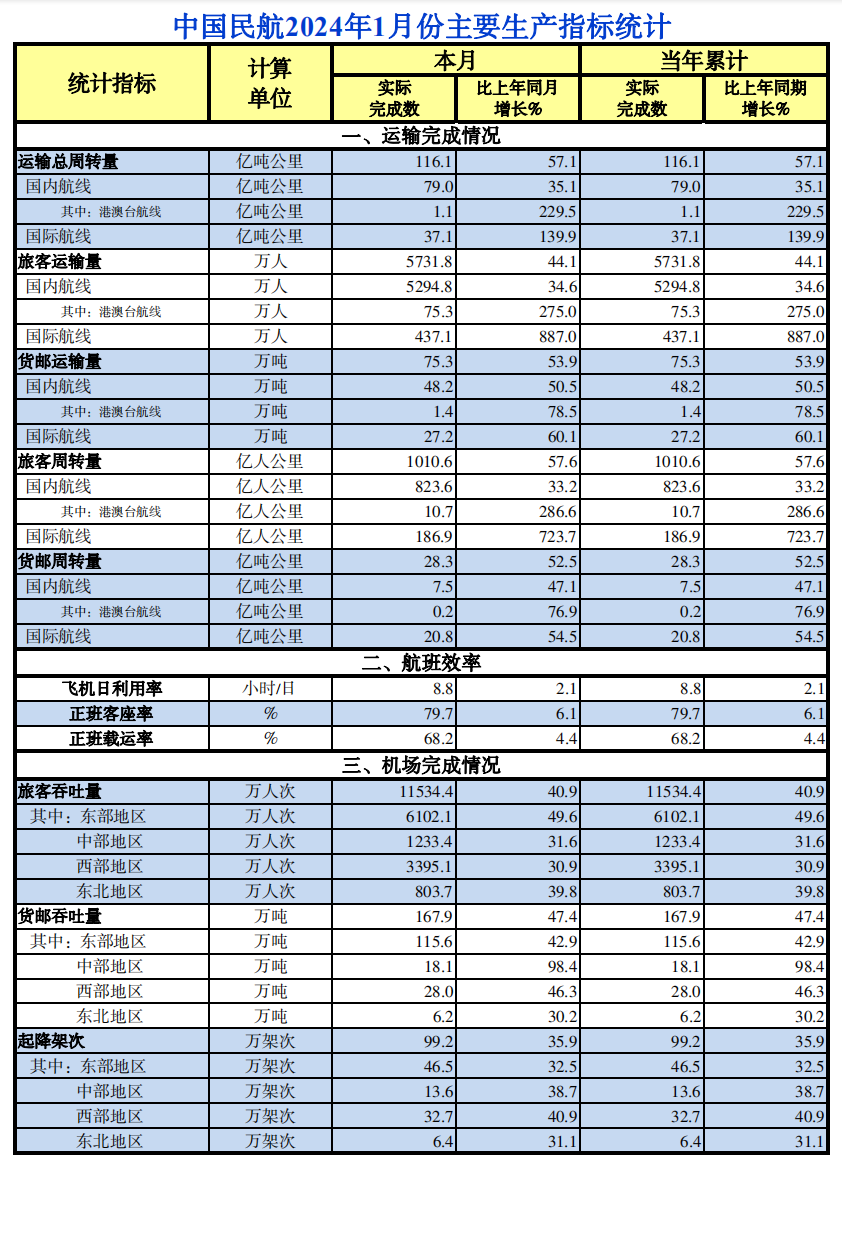 中国民航2024年1月份主要生产指标统计
统计指标 计算单位 本月 当年累计
实际完成数 比上年同月增长% 实际完成数 比上年同期增长%
一、运输完成情况
运输总周转量 亿吨公里 116.1 57.1 116.1 57.1
国内航线 亿吨公里 79.0 35.1 79.0 35.1
其中：港澳台航线 亿吨公里 1.1 229.5 1.1 229.5
国际航线 亿吨公里 37.1 139.9 37.1 139.9
旅客运输量 万人 5731.8 44.1 5731.8 44.1
国内航线 万人 5294.8 34.6 5294.8 34.6
其中：港澳台航线 万人 75.3 275.0 75.3 275.0
国际航线 万人 437.1 887.0 437.1 887.0
货邮运输量 万吨 75.3 53.9 75.3 53.9
国内航线 万吨 48.2 50.5 48.2 50.5
其中：港澳台航线 万吨 1.4 78.5 1.4 78.5
国际航线 万吨 27.2 60.1 27.2 60.1
旅客周转量 亿人公里 1010.6 57.6 1010.6 57.6
国内航线 亿人公里 823.6 33.2 823.6 33.2
其中：港澳台航线 亿人公里 10.7 286.6 10.7 286.6
国际航线 亿人公里 186.9 723.7 186.9 723.7
货邮周转量 亿吨公里 28.3 52.5 28.3 52.5
国内航线 亿吨公里 7.5 47.1 7.5 47.1
其中：港澳台航线 亿吨公里 0.2 76.9 0.2 76.9
国际航线 亿吨公里 20.8 54.5 20.8 54.5
二、航班效率
飞机日利用率 小时/日 8.8 2.1 8.8 2.1
正班客座率 % 79.7 6.1 79.7 6.1
正班载运率 % 68.2 4.4 68.2 4.4
三、机场完成情况
旅客吞吐量 万人次 11534.4 40.9 11534.4 40.9
其中：东部地区 万人次 6102.1 49.6 6102.1 49.6
中部地区 万人次 1233.4 31.6 1233.4 31.6
西部地区 万人次 3395.1 30.9 3395.1 30.9
东北地区 万人次 803.7 39.8 803.7 39.8
货邮吞吐量 万吨 167.9 47.4 167.9 47.4
其中：东部地区 万吨 115.6 42.9 115.6 42.9
中部地区 万吨 18.1 98.4 18.1 98.4
西部地区 万吨 28.0 46.3 28.0 46.3
东北地区 万吨 6.2 30.2 6.2 30.2
起降架次 万架次 99.2 35.9 99.2 35.9
其中：东部地区 万架次 46.5 32.5 46.5 32.5
中部地区 万架次 13.6 38.7 13.6 38.7
西部地区 万架次 32.7 40.9 32.7 40.9
东北地区 万架次 6.4 31.1 6.4 31.1